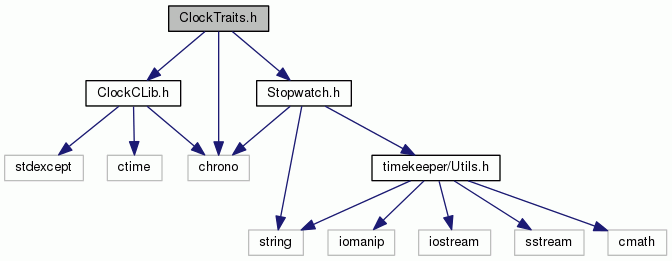 ClockTraits.h
ClockCLib.h
Stopwatch.h
stdexcept
ctime
chrono
timekeeper/Utils.h
string
iomanip
iostream
sstream
cmath